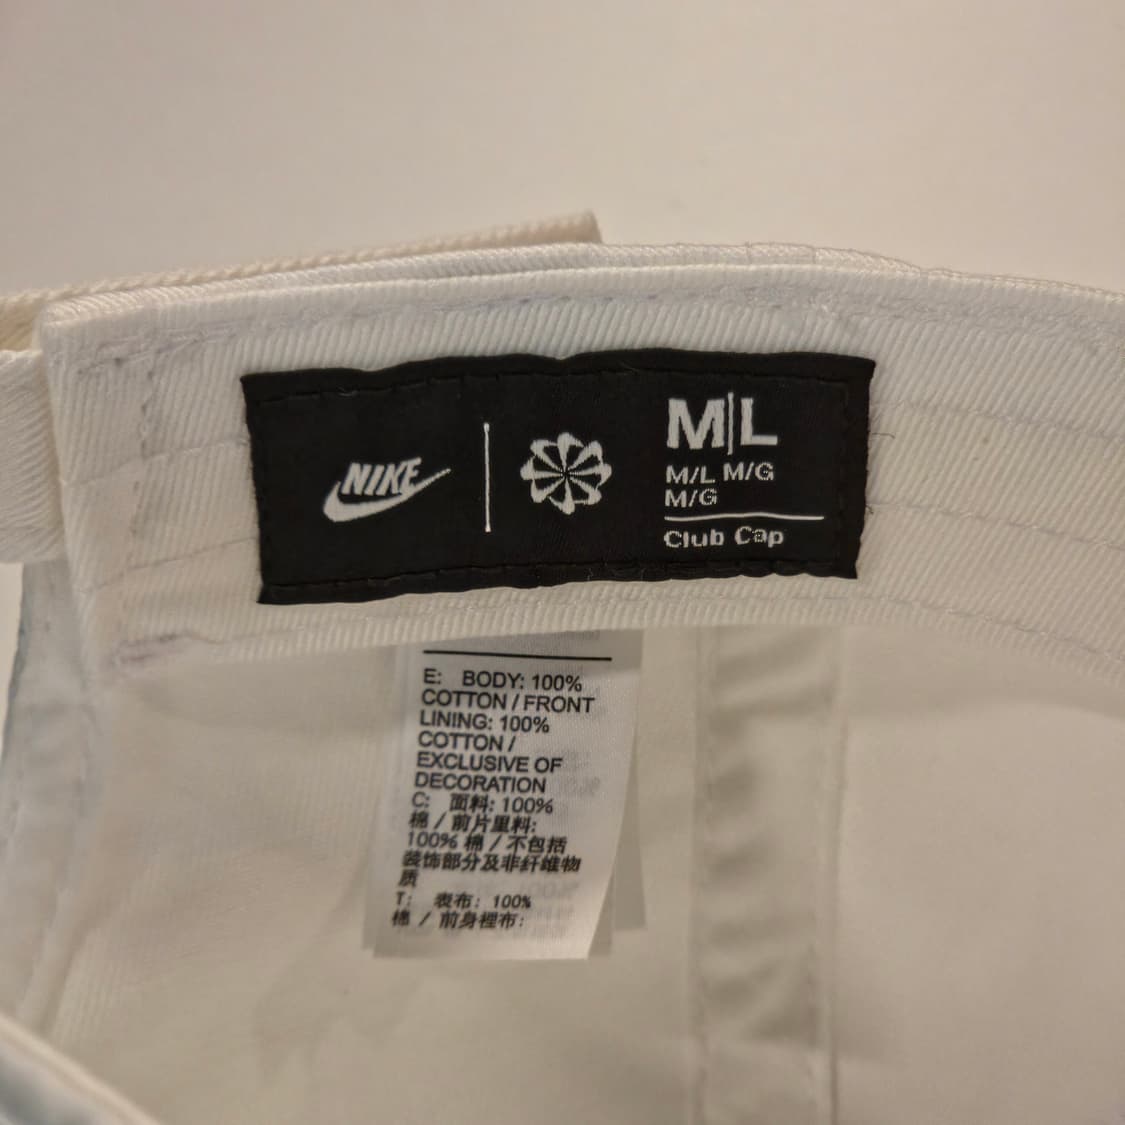 NIKE
M|L
M/L M/G
M/G
Club Cap
E: BODY: 100%
COTTON / FRONT
LINING: 100%
COTTON /
EXCLUSIVE OF
DECORATION
C: 面料: 100%
棉 / 前片里料:
100% 棉 / 不包括
装饰部分及非纤维物
质
T: 表布: 100%
棉 / 前身裡布: